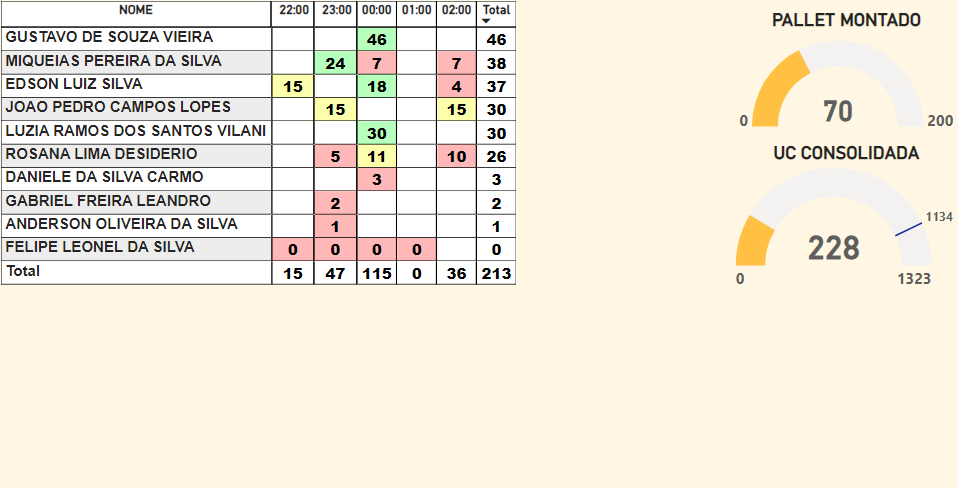 NOME 22:00 23:00 00:00 01:00 02:00 Total
GUSTAVO DE SOUZA VIEIRA 46 46
MIQUEIAS PEREIRA DA SILVA 24 7 7 38
EDSON LUIZ SILVA 15 18 4 37
JOAO PEDRO CAMPOS LOPES 15 15 30
LUZIA RAMOS DOS SANTOS VILANI 30 30
ROSANA LIMA DESIDERIO 5 11 10 26
DANIELE DA SILVA CARMO 3 3
GABRIEL FREIRA LEANDRO 2 2
ANDERSON OLIVEIRA DA SILVA 1 1
FELIPE LEONEL DA SILVA 0 0 0 0 0
Total 15 47 115 0 36 213
PALLET MONTADO
70
0 200
UC CONSOLIDADA
1134
228
0 1323